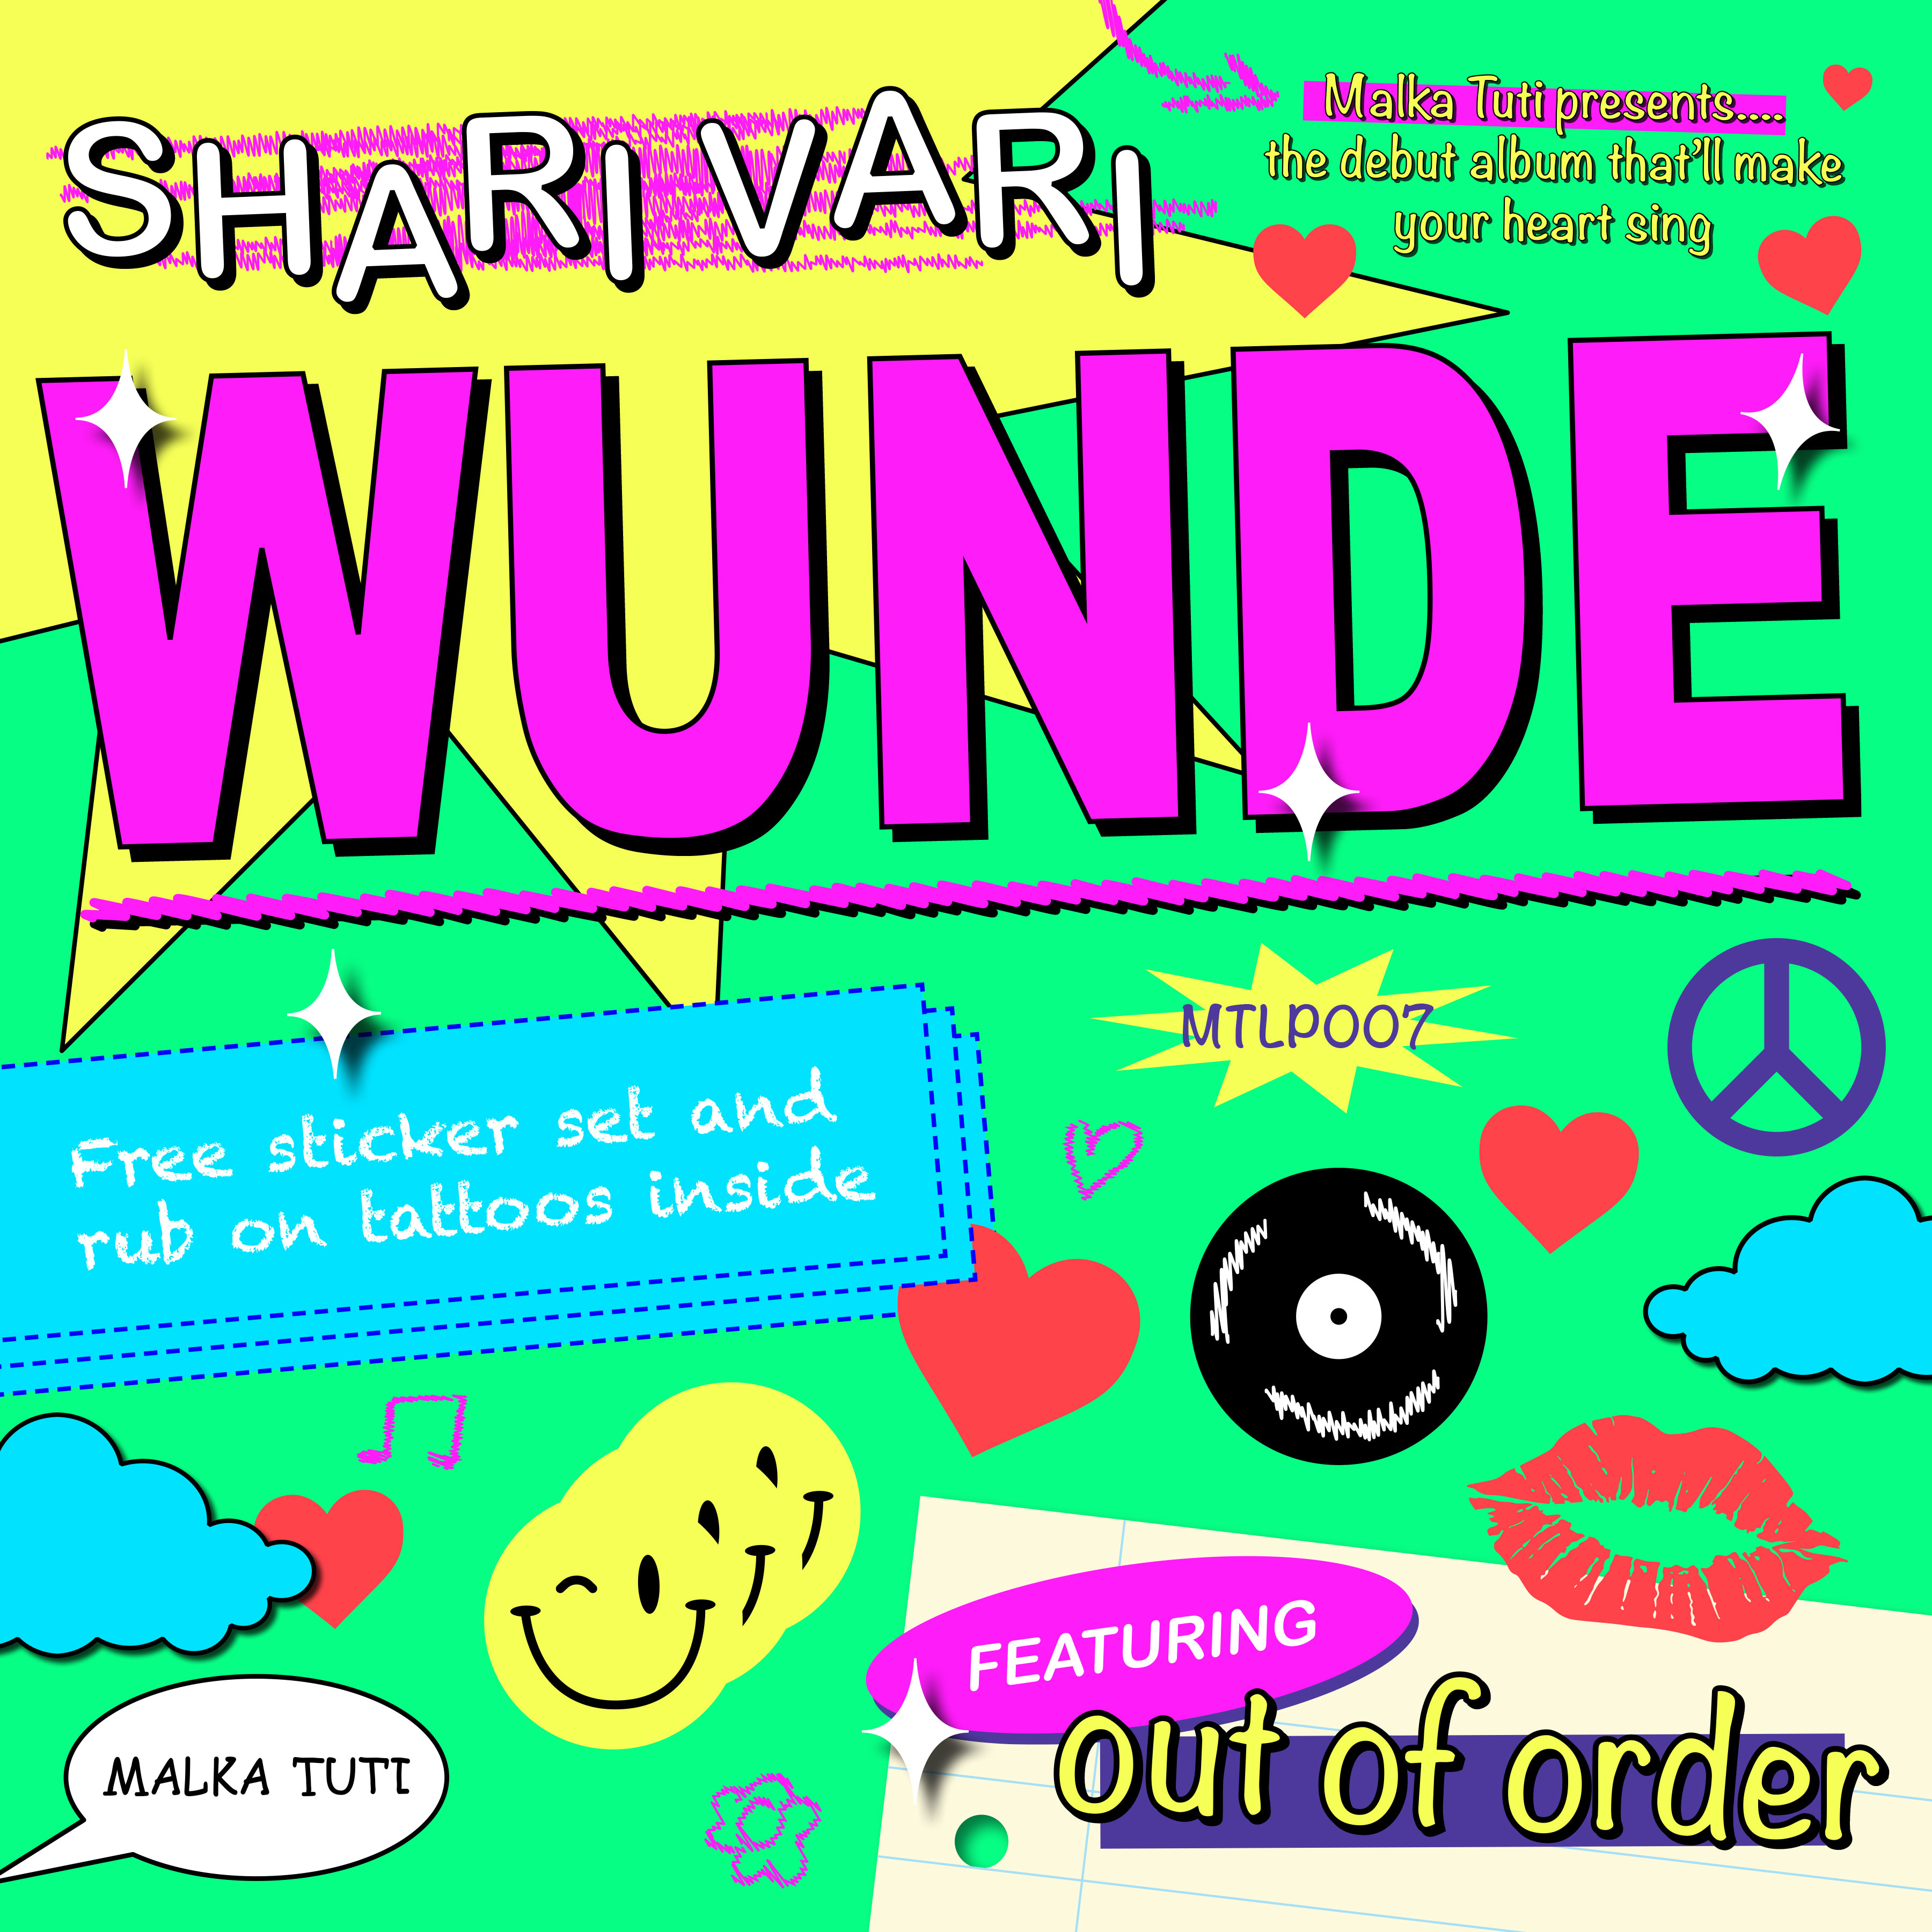 SHARI VARI
Malka Tuti presents....
the debut album that'll make
your heart sing
WUNDE
MTLP007
Free sticker set and
rub on tattoos inside
FEATURING
out of order
MALKA TUTI